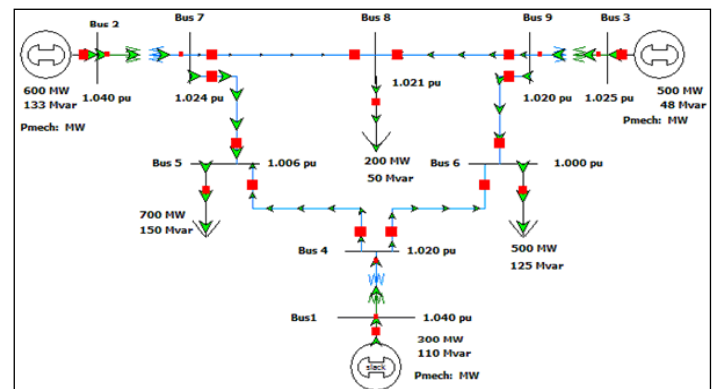 Bus 2
Bus 7
Bus 8
Bus 9
Bus 3
600 MW
133 Mvar
Pmech: MW
1.040 pu
1.024 pu
1.021 pu
1.020 pu
1.025 pu
500 MW
48 Mvar
Pmech: MW
Bus 5
1.006 pu
200 MW
50 Mvar
Bus 6
1.000 pu
700 MW
150 Mvar
500 MW
125 Mvar
Bus 4
1.020 pu
Bus1
1.040 pu
300 MW
110 Mvar
slack
Pmech: MW